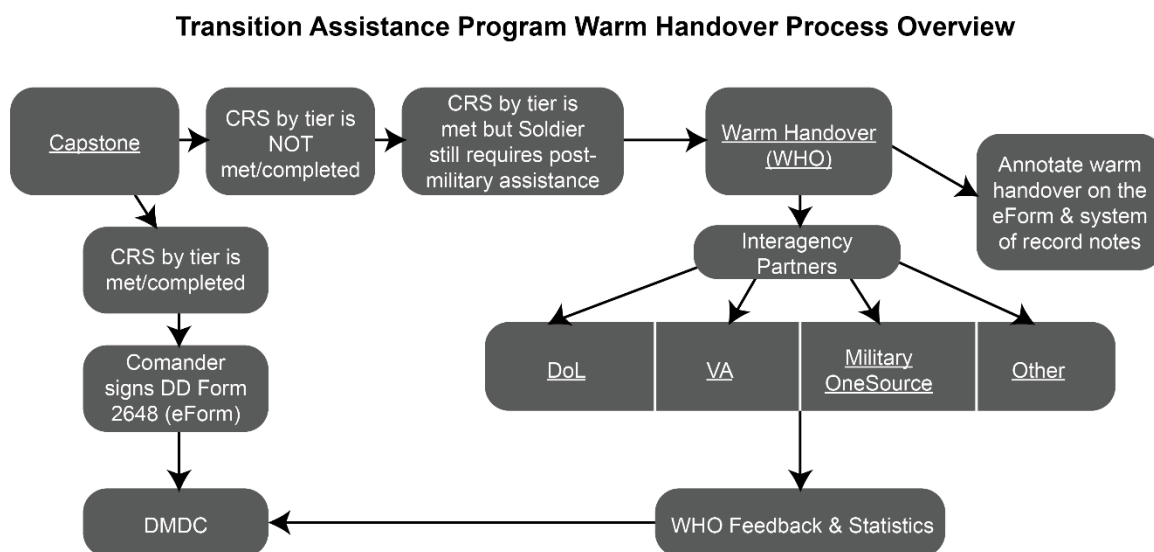 Transition Assistance Program Warm Handover Process Overview
Capstone
CRS by tier is
NOT
met/completed
CRS by tier is
met but Soldier
still requires post-
military assistance
Warm Handover
(WHO)
Annotate warm
handover on the
eForm & system
of record notes
CRS by tier is
met/completed
Interagency
Partners
Comander
signs DD Form
2648 (eForm)
DoL
VA
Military
OneSource
Other
DMDC
WHO Feedback & Statistics